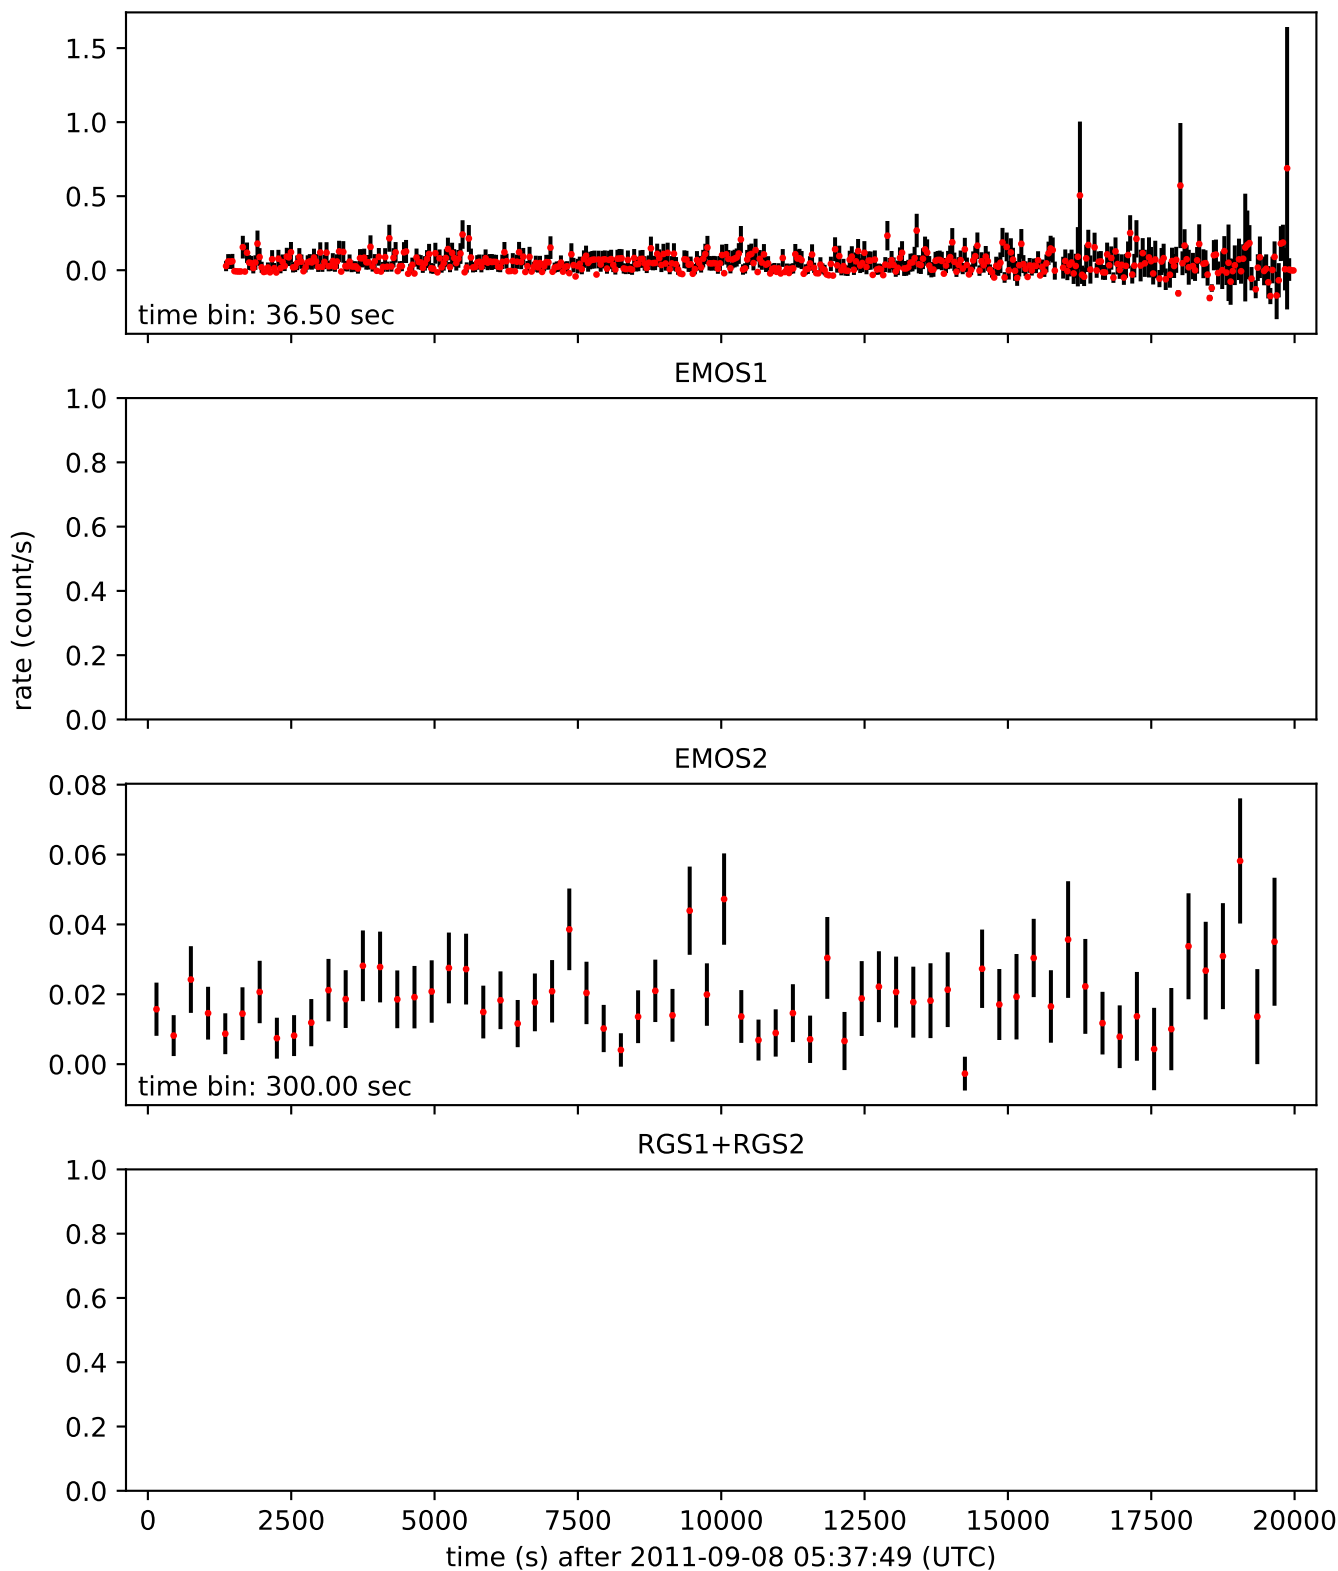 1.5
1.0
0.5
0.0
time bin: 36.50 sec
EMOS1
1.0
0.8
0.6
0.4
0.2
0.0
rate (count/s)
EMOS2
0.08
0.06
0.04
0.02
0.00
time bin: 300.00 sec
RGS1+RGS2
1.0
0.8
0.6
0.4
0.2
0.0
0 2500 5000 7500 10000 12500 15000 17500 20000
time (s) after 2011-09-08 05:37:49 (UTC)